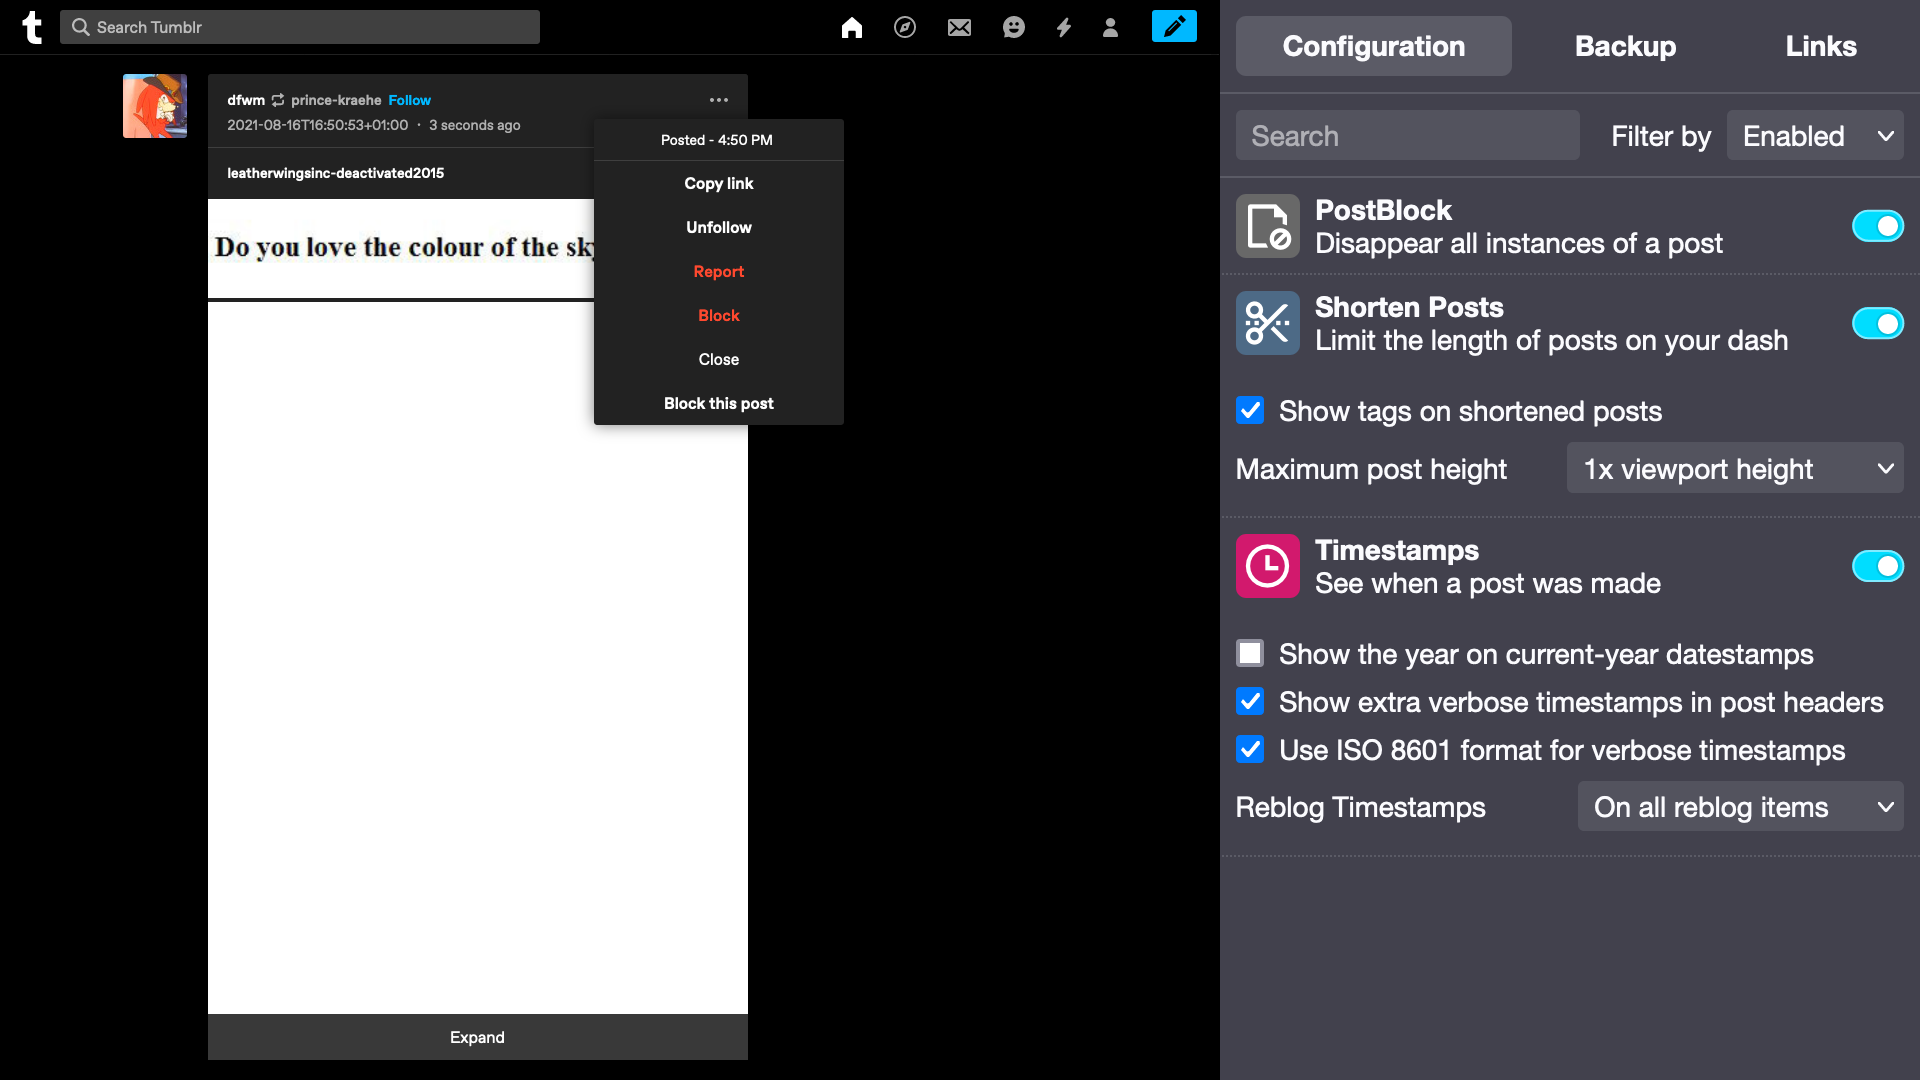 Search Tumblr
dfwm prince-kraehe Follow
2021-08-16T16:50:53+01:00 · 3 seconds ago
leatherwingsinc-deactivated2015
Do you love the colour of the sky
Posted - 4:50 PM
Copy link
Unfollow
Report
Block
Close
Block this post
Expand
Configuration
Backup
Links
Search
Filter by
Enabled
PostBlock
Disappear all instances of a post
Shorten Posts
Limit the length of posts on your dash
Show tags on shortened posts
Maximum post height
1x viewport height
Timestamps
See when a post was made
Show the year on current-year datestamps
Show extra verbose timestamps in post headers
Use ISO 8601 format for verbose timestamps
Reblog Timestamps
On all reblog items